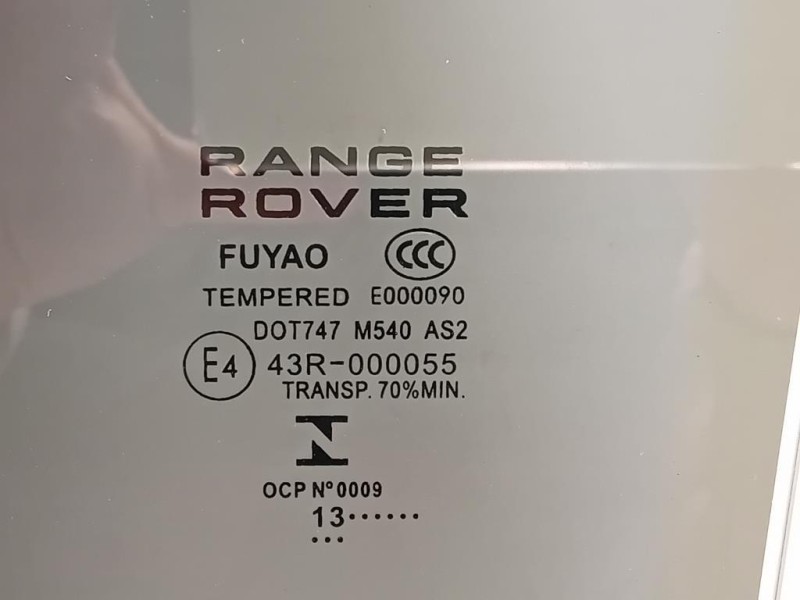 RANGE
ROVER
FUYAO CCC
TEMPERED E000090
DOT747 M540 AS2
E4 43R-000055
TRANSP. 70%MIN.
N
OCP Nº0009
13······
···